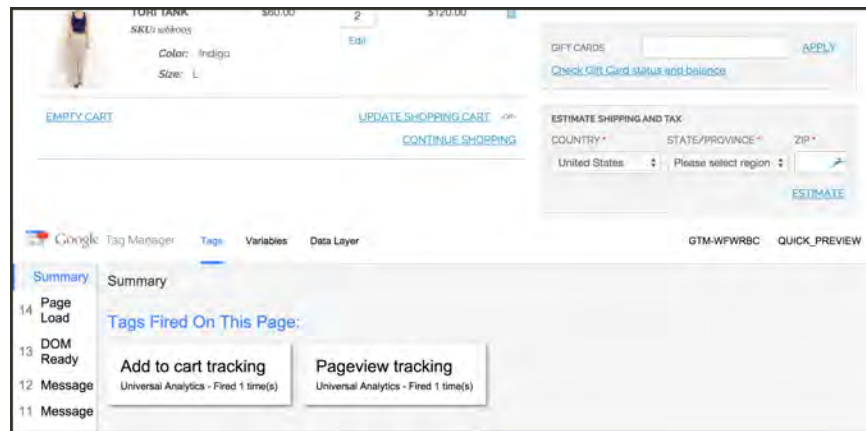 TORI TANK $60.00 2 $120.00
SKU: wbk005
Edit
Color: Indigo
Size: L
GIFT CARDS APPLY
Check Gift Card status and balance
EMPTY CART UPDATE SHOPPING CART -OR-
CONTINUE SHOPPING
ESTIMATE SHIPPING AND TAX
COUNTRY * STATE/PROVINCE * ZIP *
United States Please select region
ESTIMATE
Google Tag Manager Tags Variables Data Layer GTM-WFWRBC QUICK_PREVIEW
Summary Summary
14 Page Load
Tags Fired On This Page:
13 DOM Ready
Add to cart tracking Pageview tracking
Universal Analytics - Fired 1 time(s) Universal Analytics - Fired 1 time(s)
12 Message
11 Message